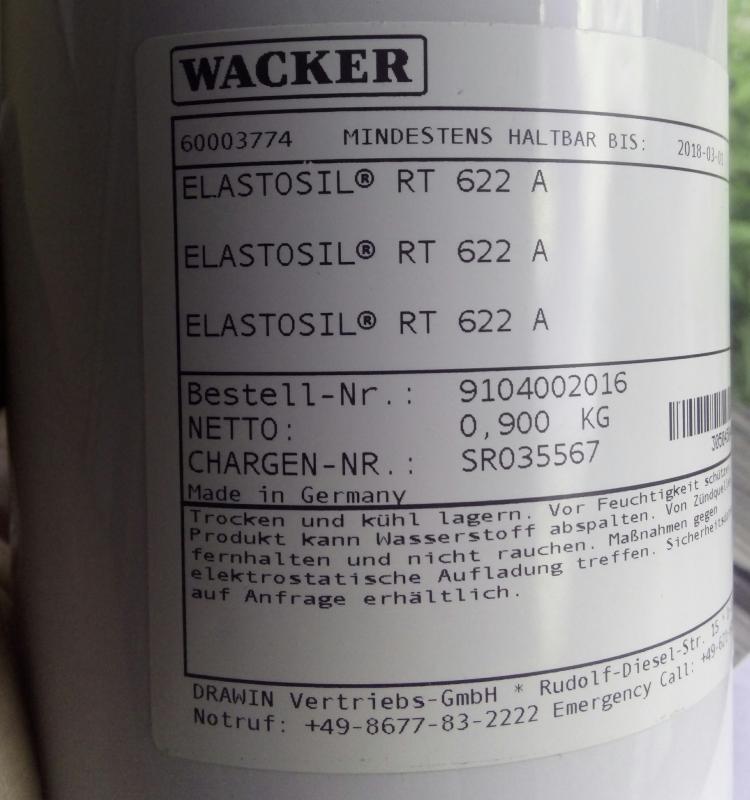 WACKER
60003774 MINDESTENS HALTBAR BIS: 2018-03-01
ELASTOSIL® RT 622 A
ELASTOSIL® RT 622 A
ELASTOSIL® RT 622 A
Bestell-Nr.: 9104002016
NETTO: 0,900 KG
CHARGEN-NR.: SR035567
Made in Germany
Trocken und kühl lagern. Vor Feuchtigkeit
Produkt kann Wasserstoff abspalten. Von
fernhalten und nicht rauchen. Maßnahmen gegen
elektrostatische Aufladung treffen.
auf Anfrage erhältlich.
DRAWIN Vertriebs-GmbH * Rudolf-Diesel-Str. 15 *
Notruf: +49-8677-83-2222 Emergency Call: